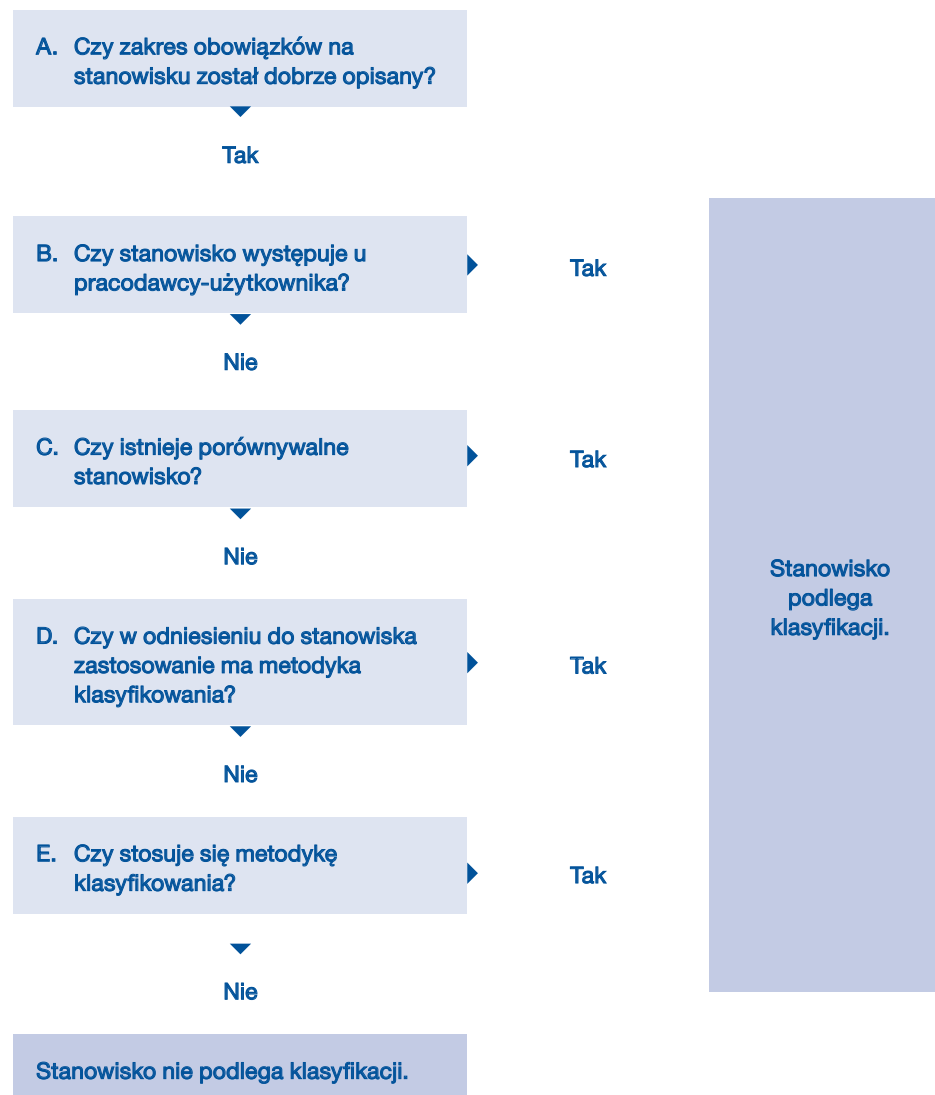 A. Czy zakres obowiązków na
stanowisku został dobrze opisany?
Tak
B. Czy stanowisko występuje u
pracodawcy-użytkownika?
Tak
Nie
C. Czy istnieje porównywalne
stanowisko?
Tak
Nie
D. Czy w odniesieniu do stanowiska
zastosowanie ma metodyka
klasyfikowania?
Tak
Nie
E. Czy stosuje się metodykę
klasyfikowania?
Tak
Nie
Stanowisko nie podlega klasyfikacji.
Stanowisko
podlega
klasyfikacji.